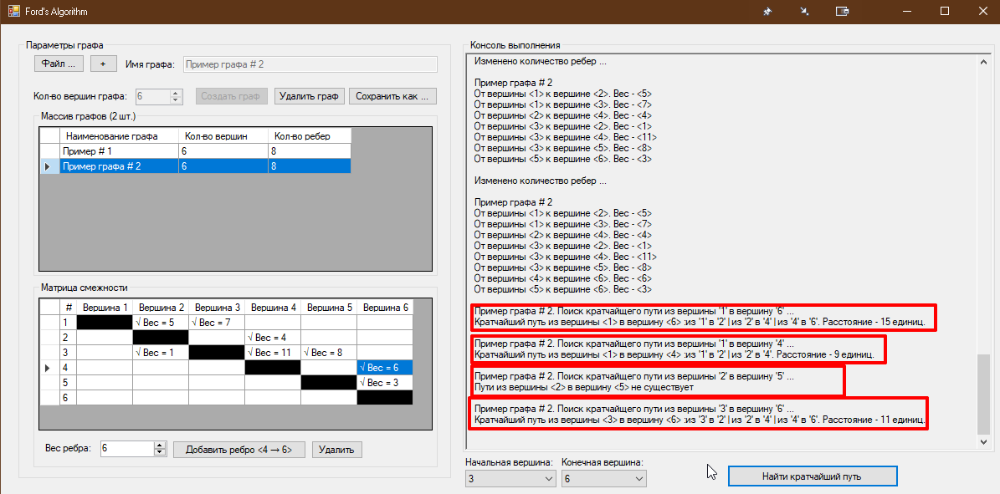 Ford's Algorithm
Параметры графа
Файл ... + Имя графа: Пример графа # 2
Кол-во вершин графа: 6 Создать граф Удалить граф Сохранить как ...
Массив графов (2 шт.)
Наименование графа Кол-во вершин Кол-во ребер
Пример # 1 6 8
Пример графа # 2 6 8
Матрица смежности
# Вершина 1 Вершина 2 Вершина 3 Вершина 4 Вершина 5 Вершина 6
1 √ Вес = 5 √ Вес = 7
2 √ Вес = 4
3 √ Вес = 1 √ Вес = 11 √ Вес = 8
4 √ Вес = 6
5 √ Вес = 3
6
Вес ребра: 6 Добавить ребро <4 → 6> Удалить
Консоль выполнения
Изменено количество ребер ...
Пример графа # 2
От вершины <1> к вершине <2>. Вес - <5>
От вершины <1> к вершине <3>. Вес - <7>
От вершины <2> к вершине <4>. Вес - <4>
От вершины <3> к вершине <2>. Вес - <1>
От вершины <3> к вершине <4>. Вес - <11>
От вершины <3> к вершине <5>. Вес - <8>
От вершины <5> к вершине <6>. Вес - <3>
Изменено количество ребер ...
Пример графа # 2
От вершины <1> к вершине <2>. Вес - <5>
От вершины <1> к вершине <3>. Вес - <7>
От вершины <2> к вершине <4>. Вес - <4>
От вершины <3> к вершине <2>. Вес - <1>
От вершины <3> к вершине <4>. Вес - <11>
От вершины <3> к вершине <5>. Вес - <8>
От вершины <4> к вершине <6>. Вес - <6>
От вершины <5> к вершине <6>. Вес - <3>
Пример графа # 2. Поиск кратчайщего пути из вершины '1' в вершину '6' ...
Кратчайший путь из вершины <1> в вершину <6> :из '1' в '2' | из '2' в '4' | из '4' в '6'. Расстояние - 15 единиц.
Пример графа # 2. Поиск кратчайщего пути из вершины '1' в вершину '4' ...
Кратчайший путь из вершины <1> в вершину <4> :из '1' в '2' | из '2' в '4'. Расстояние - 9 единиц.
Пример графа # 2. Поиск кратчайщего пути из вершины '2' в вершину '5' ...
Пути из вершины <2> в вершину <5> не существует
Пример графа # 2. Поиск кратчайщего пути из вершины '3' в вершину '6' ...
Кратчайший путь из вершины <3> в вершину <6> :из '3' в '2' | из '2' в '4' | из '4' в '6'. Расстояние - 11 единиц.
Начальная вершина: Конечная вершина:
3 6 Найти кратчайший путь